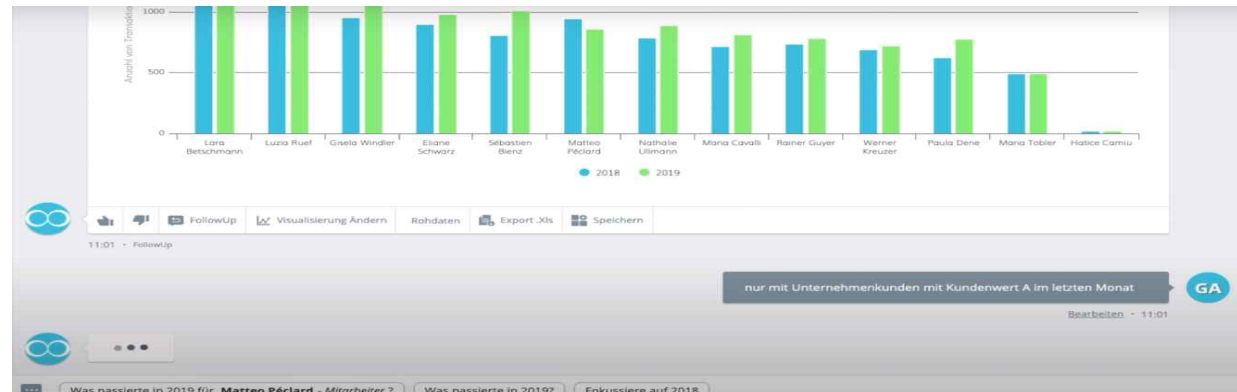 1000
Anzahl von Transaktio
500
0
Lara Betschmann
Luzia Ruef
Gisela Windler
Eliane Schwarz
Sébastien Bienz
Matteo Péclard
Nathalie Ullmann
Maria Cavalli
Rainer Guyer
Werner Kreuzer
Paula Derie
Maria Tobler
Hatice Camiu
2018 2019
FollowUp Visualisierung Ändern Rohdaten Export .Xls Speichern
11:01 • FollowUp
nur mit Unternehmenkunden mit Kundenwert A im letzten Monat
GA
Bearbeiten • 11:01
Was passierte in 2019 für Matteo Péclard - Mitarbeiter ? Was passierte in 2019? Fokussiere auf 2018